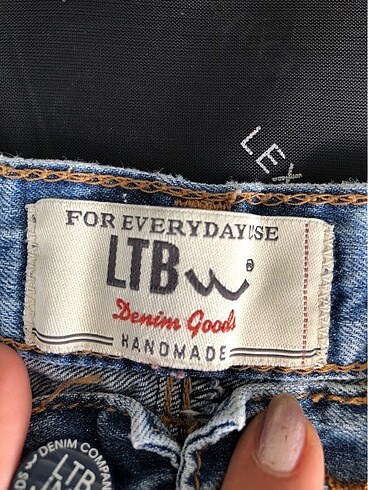 LEX
FOR EVERYDAY USE
LTB ®
Denim Goods
HANDMADE
DENIM COMPANY
LTB